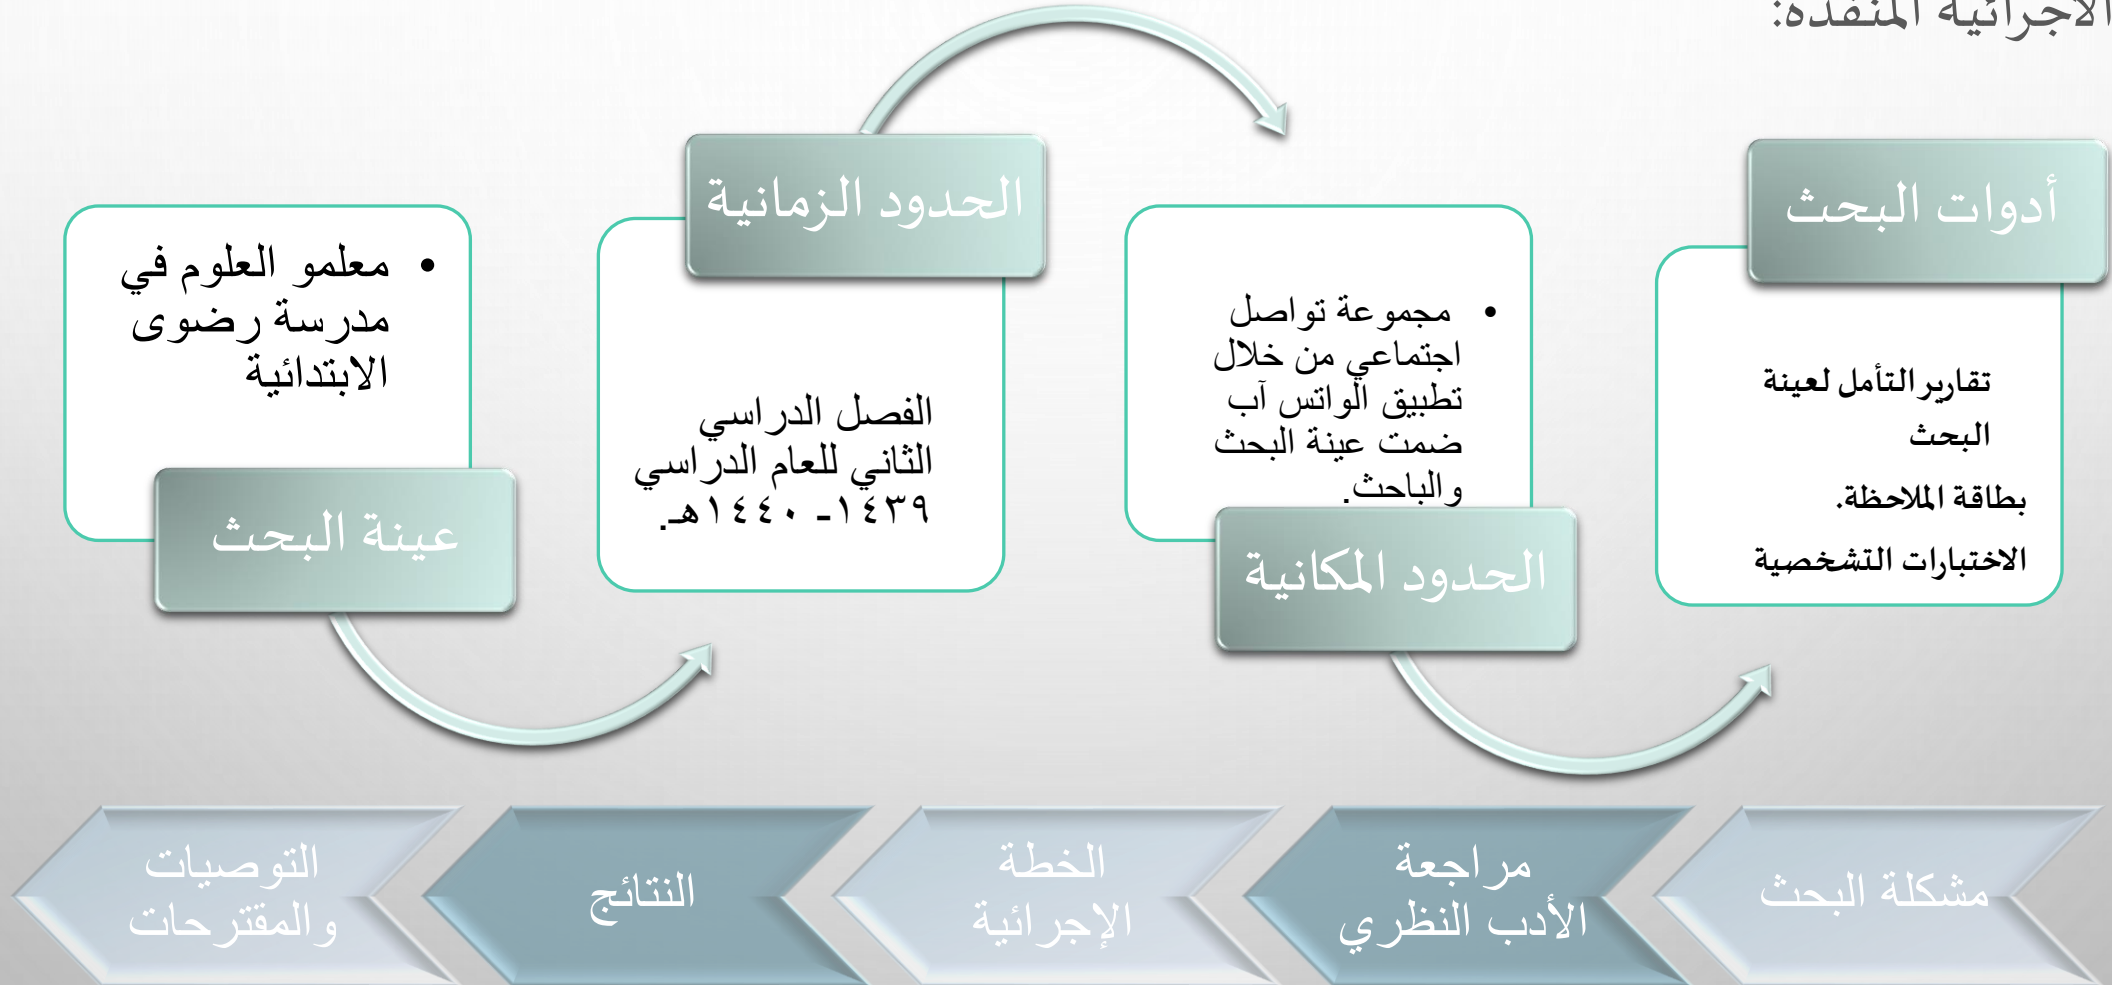 الاجرائية المنفذة:
أدوات البحث
تقارير التأمل لعينة
البحث
بطاقة الملاحظة.
الاختبارات التشخصية
• مجموعة تواصل
اجتماعي من خلال
تطبيق الواتس آب
ضمت عينة البحث
والباحث.
الحدود المكانية
الحدود الزمانية
الفصل الدراسي
الثاني للعام الدراسي
١٤٣٩- ١٤٤٠هـ.
• معلمو العلوم في
مدرسة رضوى
الابتدائية
عينة البحث
مشكلة البحث
مراجعة
الأدب النظري
الخطة
الإجرائية
النتائج
التوصيات
والمقترحات